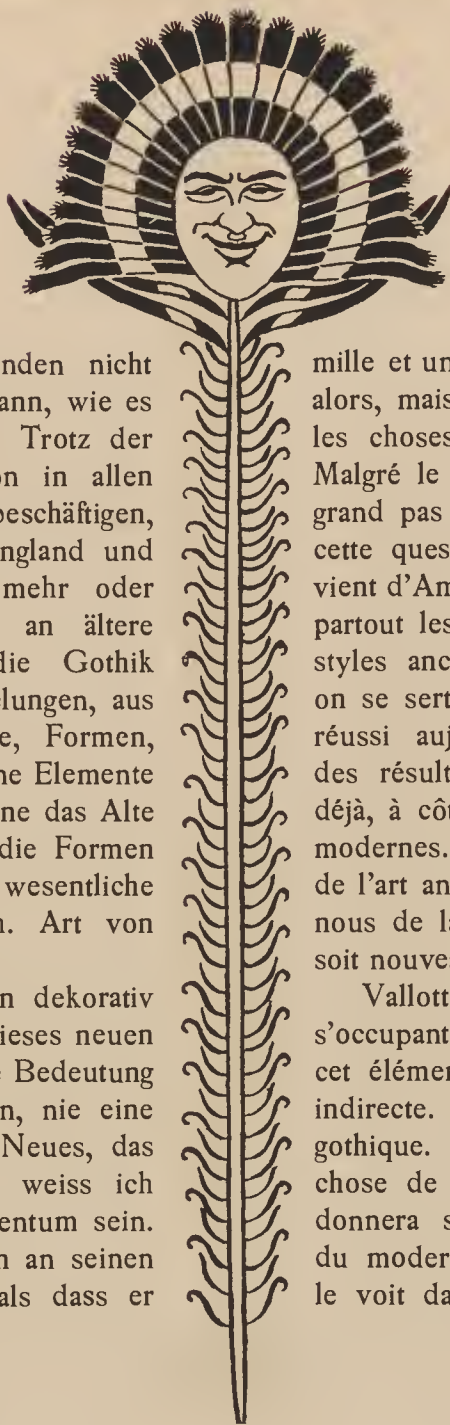 nden nicht
ann, wie es
Trotz der
on in allen
beschäftigen,
ngland und
mehr oder
an ältere
die Gothik
elungen, aus
e, Formen,
ne Elemente
ne das Alte
die Formen
wesentliche
n. Art von
n dekorativ
ieses neuen
e Bedeutung
n, nie eine
Neues, das
weiss ich
entum sein.
n an seinen
als dass er
mille et un
alors, mais
les choses
Malgré le
grand pas
cette ques
vient d'Am
partout les
styles anc
on se sert
réussi auj
des résult
déjà, à côt
modernes.
de l'art an
nous de la
soit nouve
Vallott
s'occupant
cet élémen
indirecte.
gothique.
chose de
donnera s
du moder
le voit da